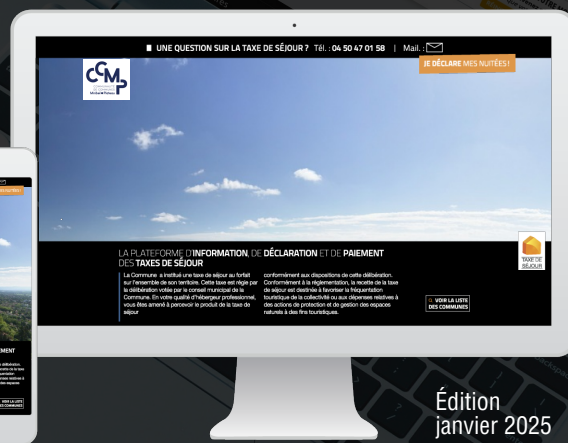 UNE QUESTION SUR LA TAXE DE SÉJOUR ? Tél. : 04 50 47 01 58 | Mail. :
JE DÉCLARE MES NUITÉES !
CCMP
LA PLATEFORME D'INFORMATION, DE DÉCLARATION ET DE PAIEMENT
DES TAXES DE SÉJOUR
La Commune a institué une taxe de séjour au forfait
sur l'ensemble de son territoire. Cette taxe est régie par
la délibération votée par le conseil municipal de la
Commune. En votre qualité d'hébergeur professionnel,
vous êtes amené à percevoir le produit de la taxe de
séjour
conformément aux dispositions de cette délibération.
Conformément à la réglementation, la recette de la taxe
de séjour est destinée à favoriser la fréquentation
touristique de la collectivité ou aux dépenses relatives à
des actions de protection et de gestion des espaces
naturels à des fins touristiques.
TAXE DE
SÉJOUR
VOIR LA LISTE
DES COMMUNES
Édition
janvier 2025